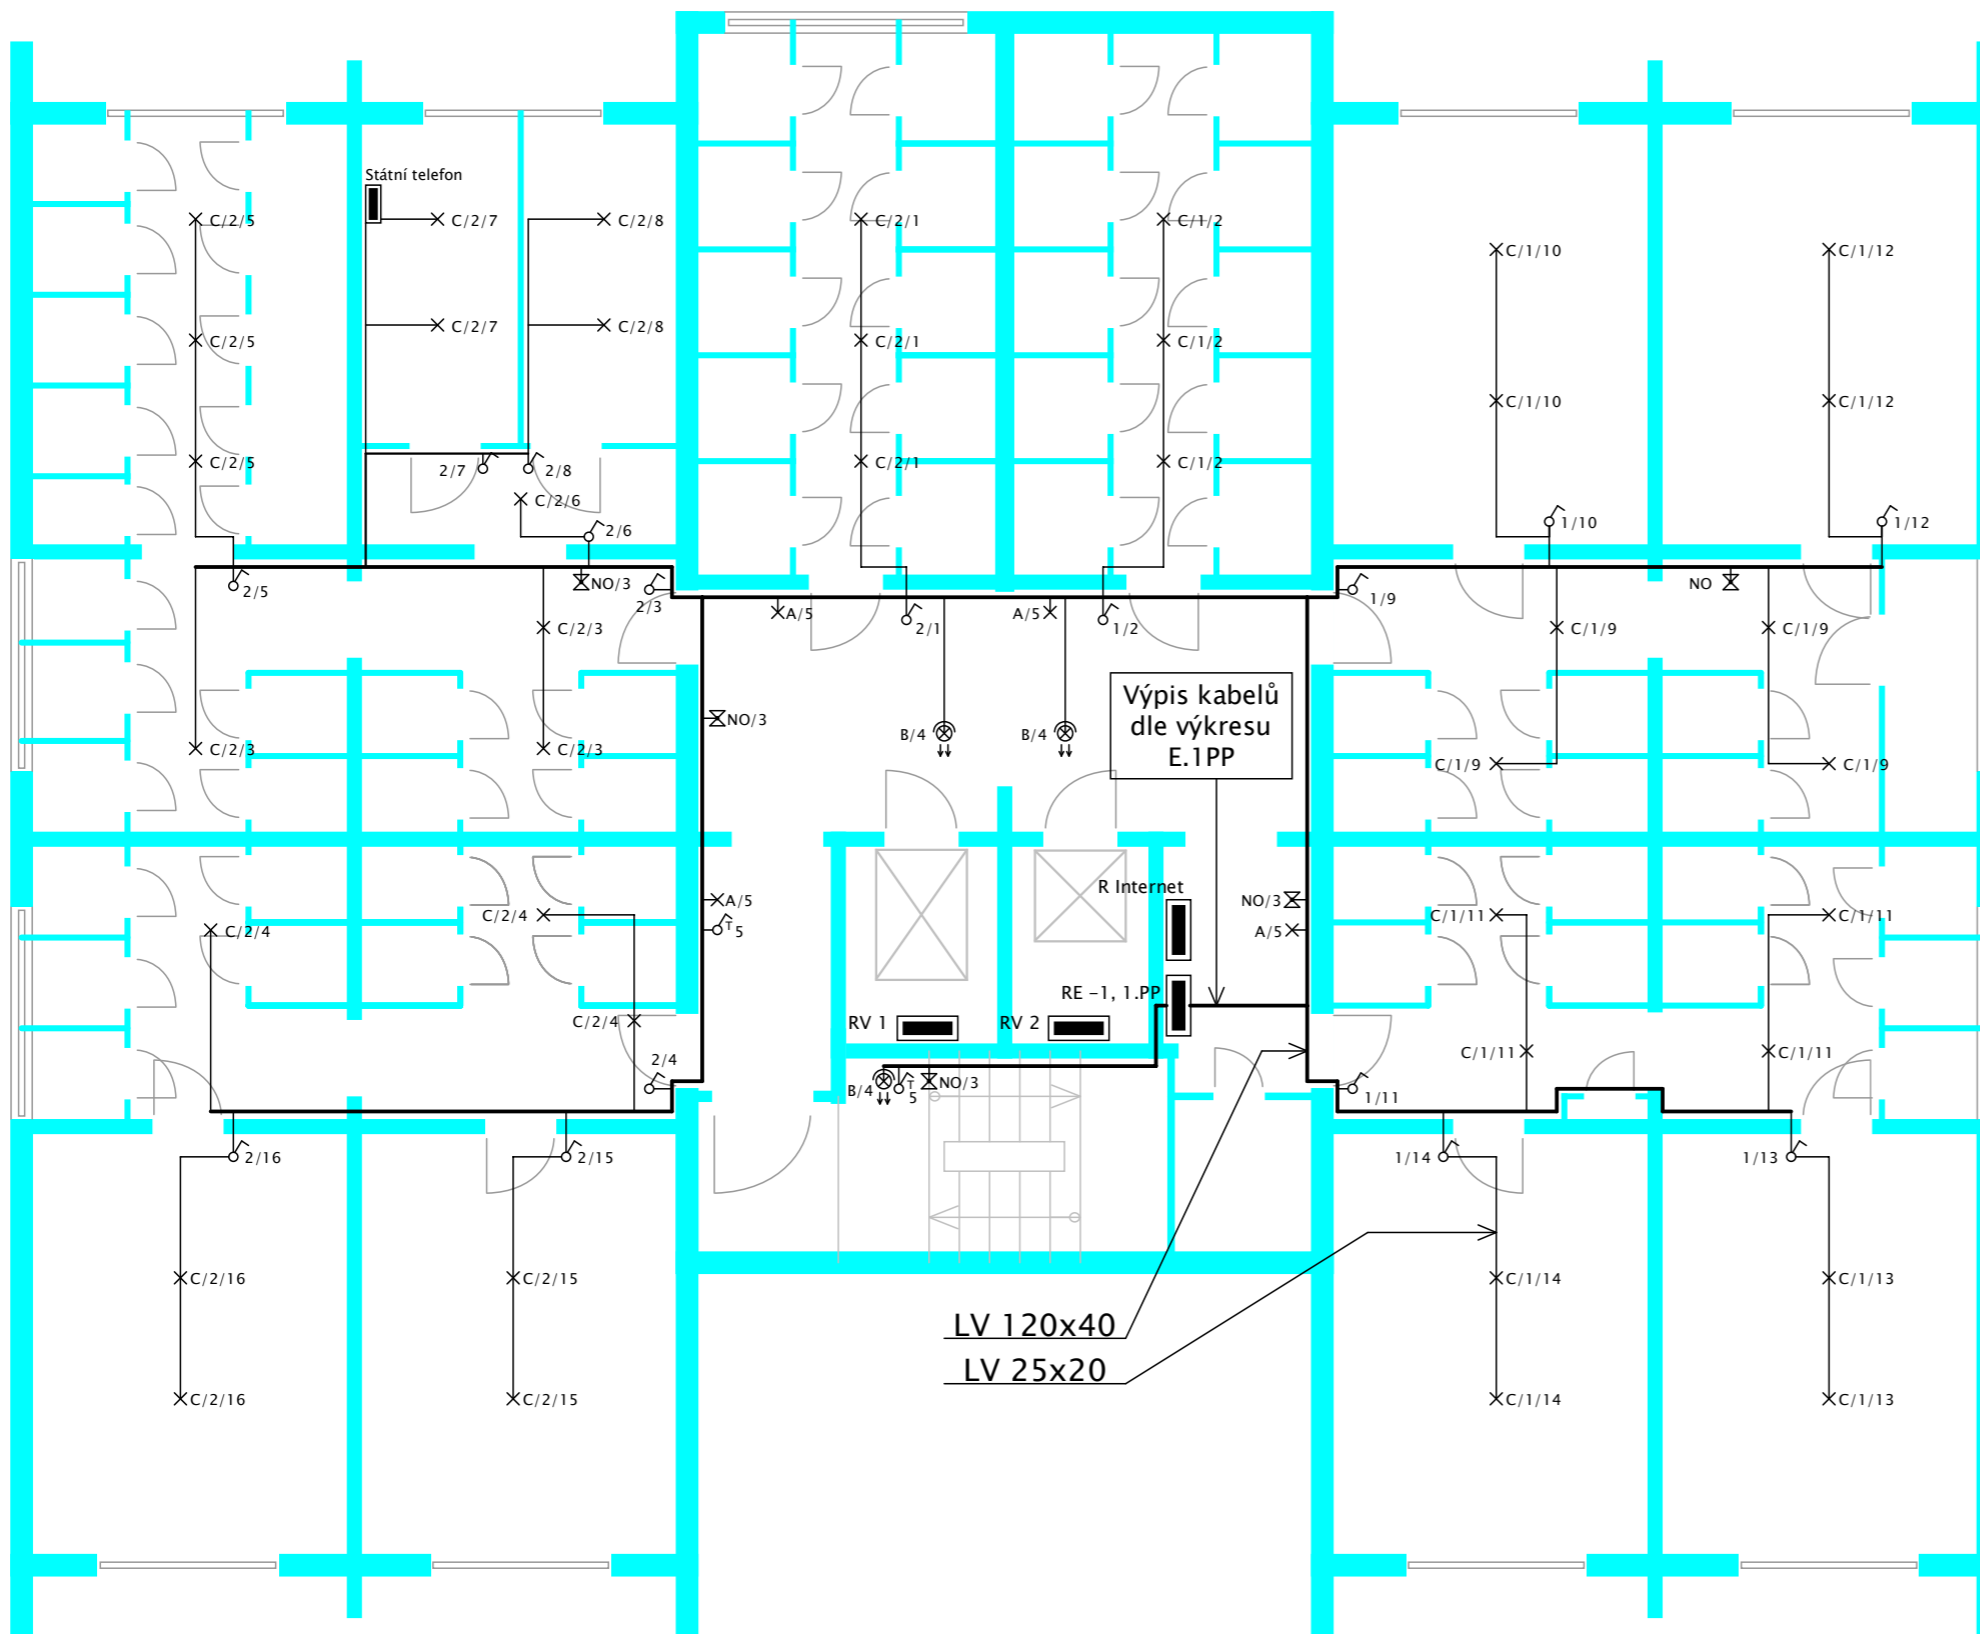 Státní telefon
C/2/5
C/2/7
C/2/8
C/2/1
C/1/2
C/1/10
C/1/12
C/2/5
C/2/7
C/2/8
C/2/1
C/1/2
C/1/10
C/1/12
C/2/5
2/7
2/8
C/2/1
C/1/2
C/2/6
2/6
1/10
1/12
2/5
NO/3
2/3
A/5
2/1
A/5
1/2
1/9
NO
C/2/3
C/1/9
C/1/9
NO/3
B/4
B/4
Výpis kabelů
dle výkresu
E.1PP
C/2/3
C/2/3
C/1/9
C/1/9
R Internet
A/5
T
5
NO/3
A/5
C/2/4
C/2/4
C/1/11
C/1/11
RE -1, 1.PP
RV 1
RV 2
C/2/4
C/1/11
C/1/11
2/4
B/4
T
5
NO/3
1/11
2/16
2/15
1/14
1/13
C/2/16
C/2/15
C/1/14
C/1/13
LV 120x40
LV 25x20
C/2/16
C/2/15
C/1/14
C/1/13